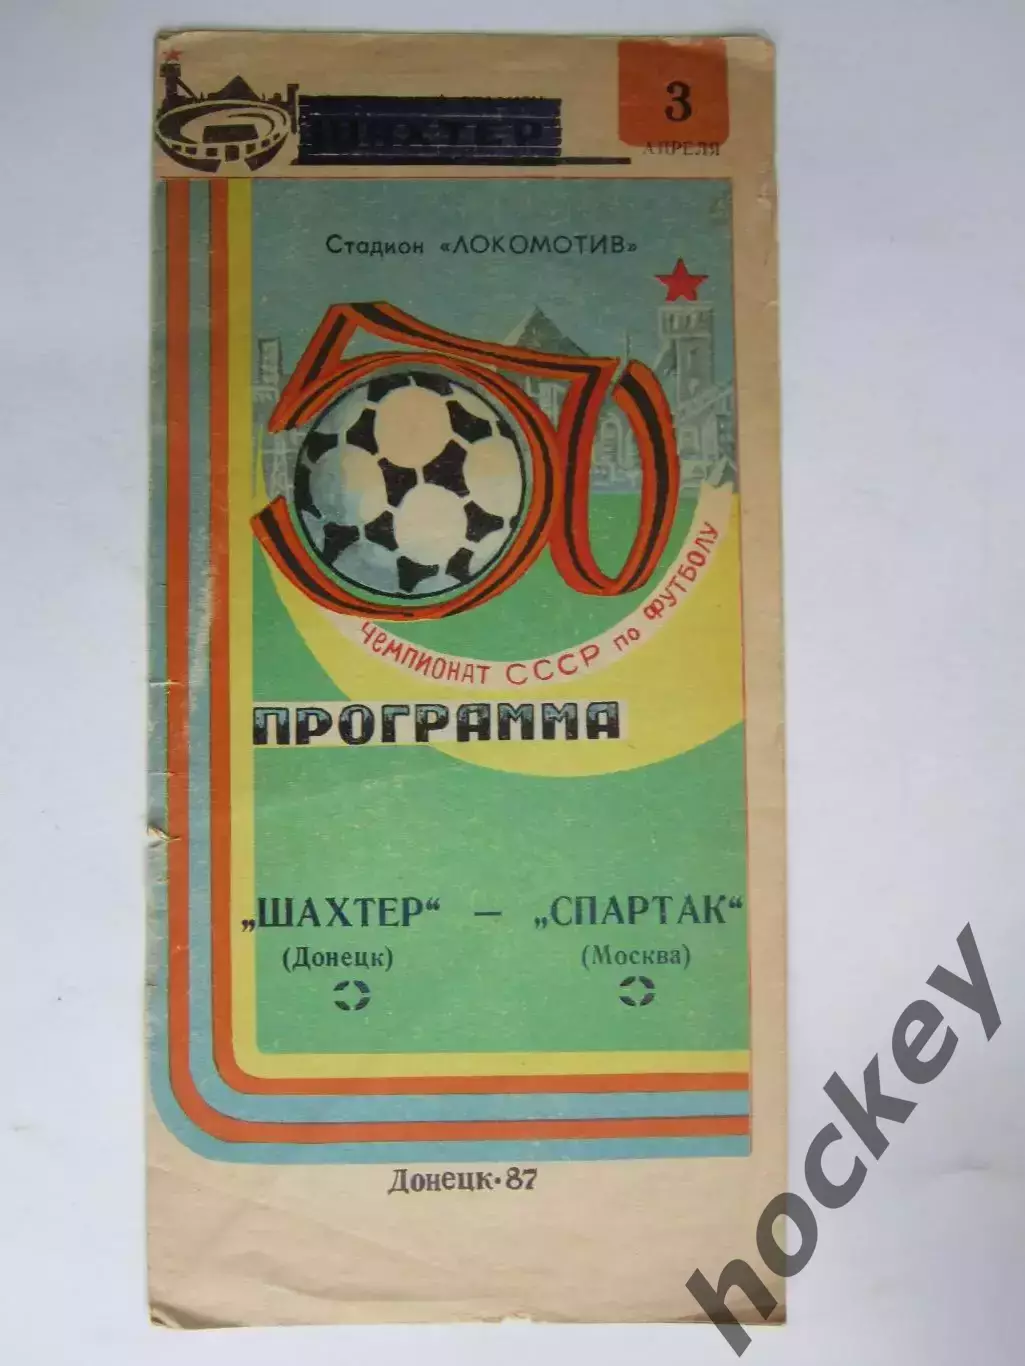 3
АПРЕЛЯ
ШАХТЕР
Стадион «ЛОКОМОТИВ»
50
Чемпионат СССР по футболу
ПРОГРАММА
„ШАХТЕР“ — „СПАРТАК“
(Донецк) (Москва)
Донецк·87
hockey